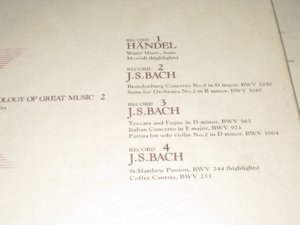 RECORD 1
HANDEL
Water Music, Suite
Messiah (highlights)
RECORD 2
J.S.BACH
Brandenburg Concerto No.5 in D major, BWV 1050
Suite for Orchestra No.2 in B minor, BWV 1067
OLOGY OF GREAT MUSIC 2
RECORD 3
J.S.BACH
Toccata and Fugue in D minor, BWV 565
Italian Concerto in F major, BWV 971
Partita for solo violin No.2 in D minor, BWV 1004
RECORD 4
J.S.BACH
St.Matthew Passion, BWV 244 (highlights)
Coffee Cantata, BWV 211